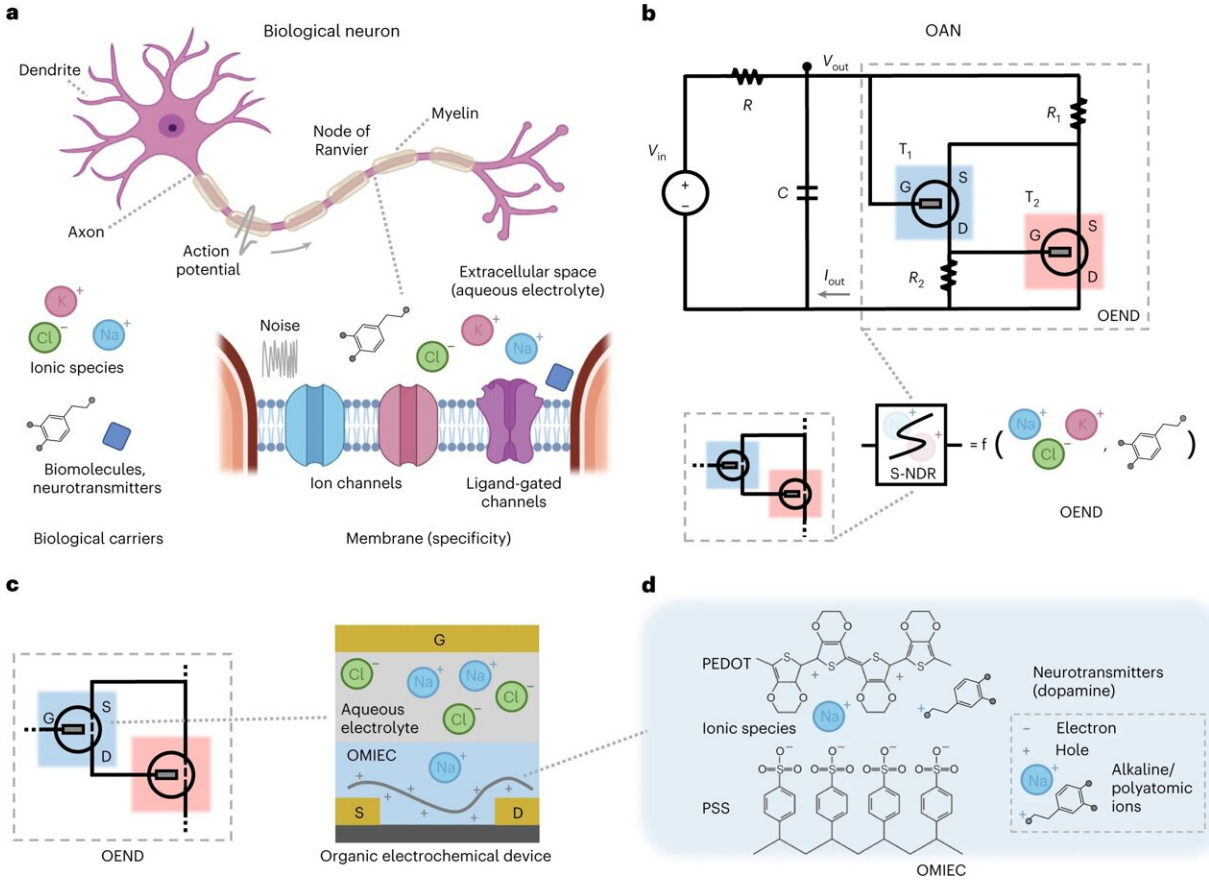 a
Biological neuron
Dendrite
Node of
Ranvier
Myelin
Axon
Action
potential
Extracellular space
(aqueous electrolyte)
K+
Cl−
Na+
Ionic species
Noise
Cl−
K+
Na+
Biomolecules,
neurotransmitters
Ion channels
Ligand-gated
channels
Biological carriers
Membrane (specificity)
b
OAN
Vout
R
R1
Vin
+
−
C
T1
G
S
D
T2
G
S
D
R2
Iout
OEND
S-NDR
= f ( Na+ K+ Cl− , )
OEND
c
G
S
D
OEND
G
Cl−
Na+
Na+
Cl−
Cl−
Aqueous
electrolyte
OMIEC
Na+
+ + + + + + + +
S
D
Organic electrochemical device
d
PEDOT
O O O O
S S S S
O O O O
+ +
Neurotransmitters
(dopamine)
Ionic species
Na+
+
− Electron
+ Hole
Na+
+
Alkaline/
polyatomic
ions
O− O− O− O−
O=S=O O=S=O O=S=O O=S=O
PSS
OMIEC